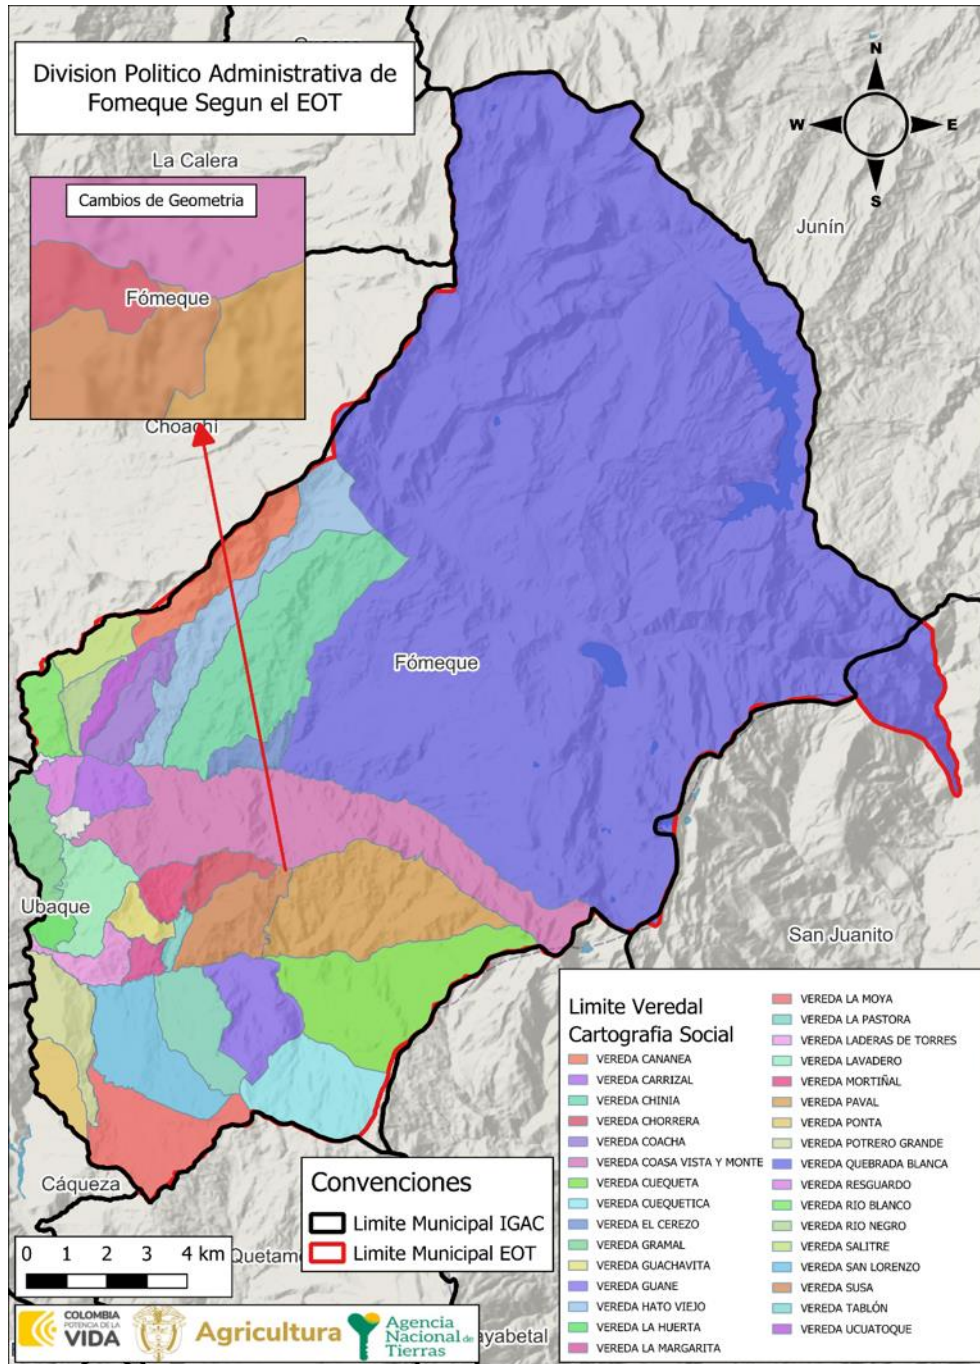 Division Politico Administrativa de
Fomeque Segun el EOT
N
W
E
S
La Calera
Junín
Cambios de Geometria
Fómeque
Choachí
Fómeque
Ubaque
San Juanito
Cáqueza
Limite Veredal
Cartografia Social
VEREDA CANANEA
VEREDA CARRIZAL
VEREDA CHINIA
VEREDA CHORRERA
VEREDA COACHA
VEREDA COASA VISTA Y MONTE
VEREDA CUEQUETA
VEREDA CUEQUETICA
VEREDA EL CEREZO
VEREDA GRAMAL
VEREDA GUACHAVITA
VEREDA GUANE
VEREDA HATO VIEJO
VEREDA LA HUERTA
VEREDA LA MARGARITA
VEREDA LA MOYA
VEREDA LA PASTORA
VEREDA LADERAS DE TORRES
VEREDA LAVADERO
VEREDA MORTIÑAL
VEREDA PAVAL
VEREDA PONTA
VEREDA POTRERO GRANDE
VEREDA QUEBRADA BLANCA
VEREDA RESGUARDO
VEREDA RIO BLANCO
VEREDA RIO NEGRO
VEREDA SALITRE
VEREDA SAN LORENZO
VEREDA SUSA
VEREDA TABLÓN
VEREDA UCUATOQUE
Convenciones
Limite Municipal IGAC
Limite Municipal EOT
0 1 2 3 4 km
Quetam
ayabetal
COLOMBIA
POTENCIA DE LA
VIDA
Agricultura
Agencia
Nacional de
Tierras